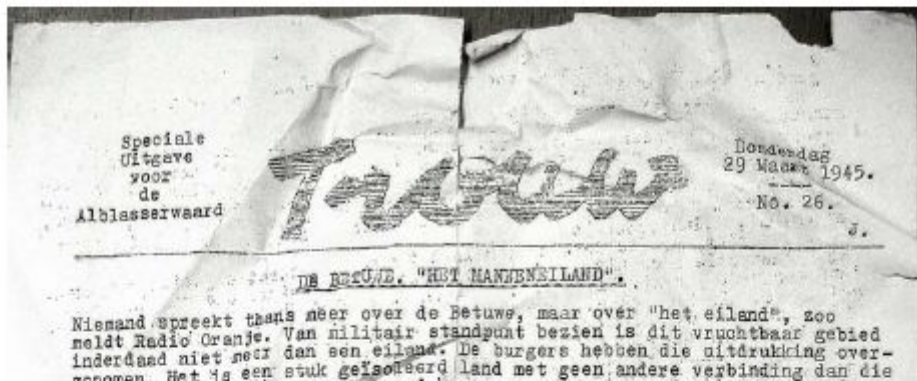 Speciale
Uitgave
voor
de
Alblasserwaard
Trouw
Donderdag
29 Maart 1945.
No. 26.
J.
DE BETUWE. "HET MANNENEILAND".
Niemand spreekt thans meer over de Betuwe, maar over "het eiland", zoo
meldt Radio Oranje. Van militair standpunt bezien is dit vruchtbaar gebied
inderdaad niet meer dan een eiland. De burgers hebben die uitdrukking over-
genomen. Het is een stuk geïsoleerd land met geen andere verbinding dan die